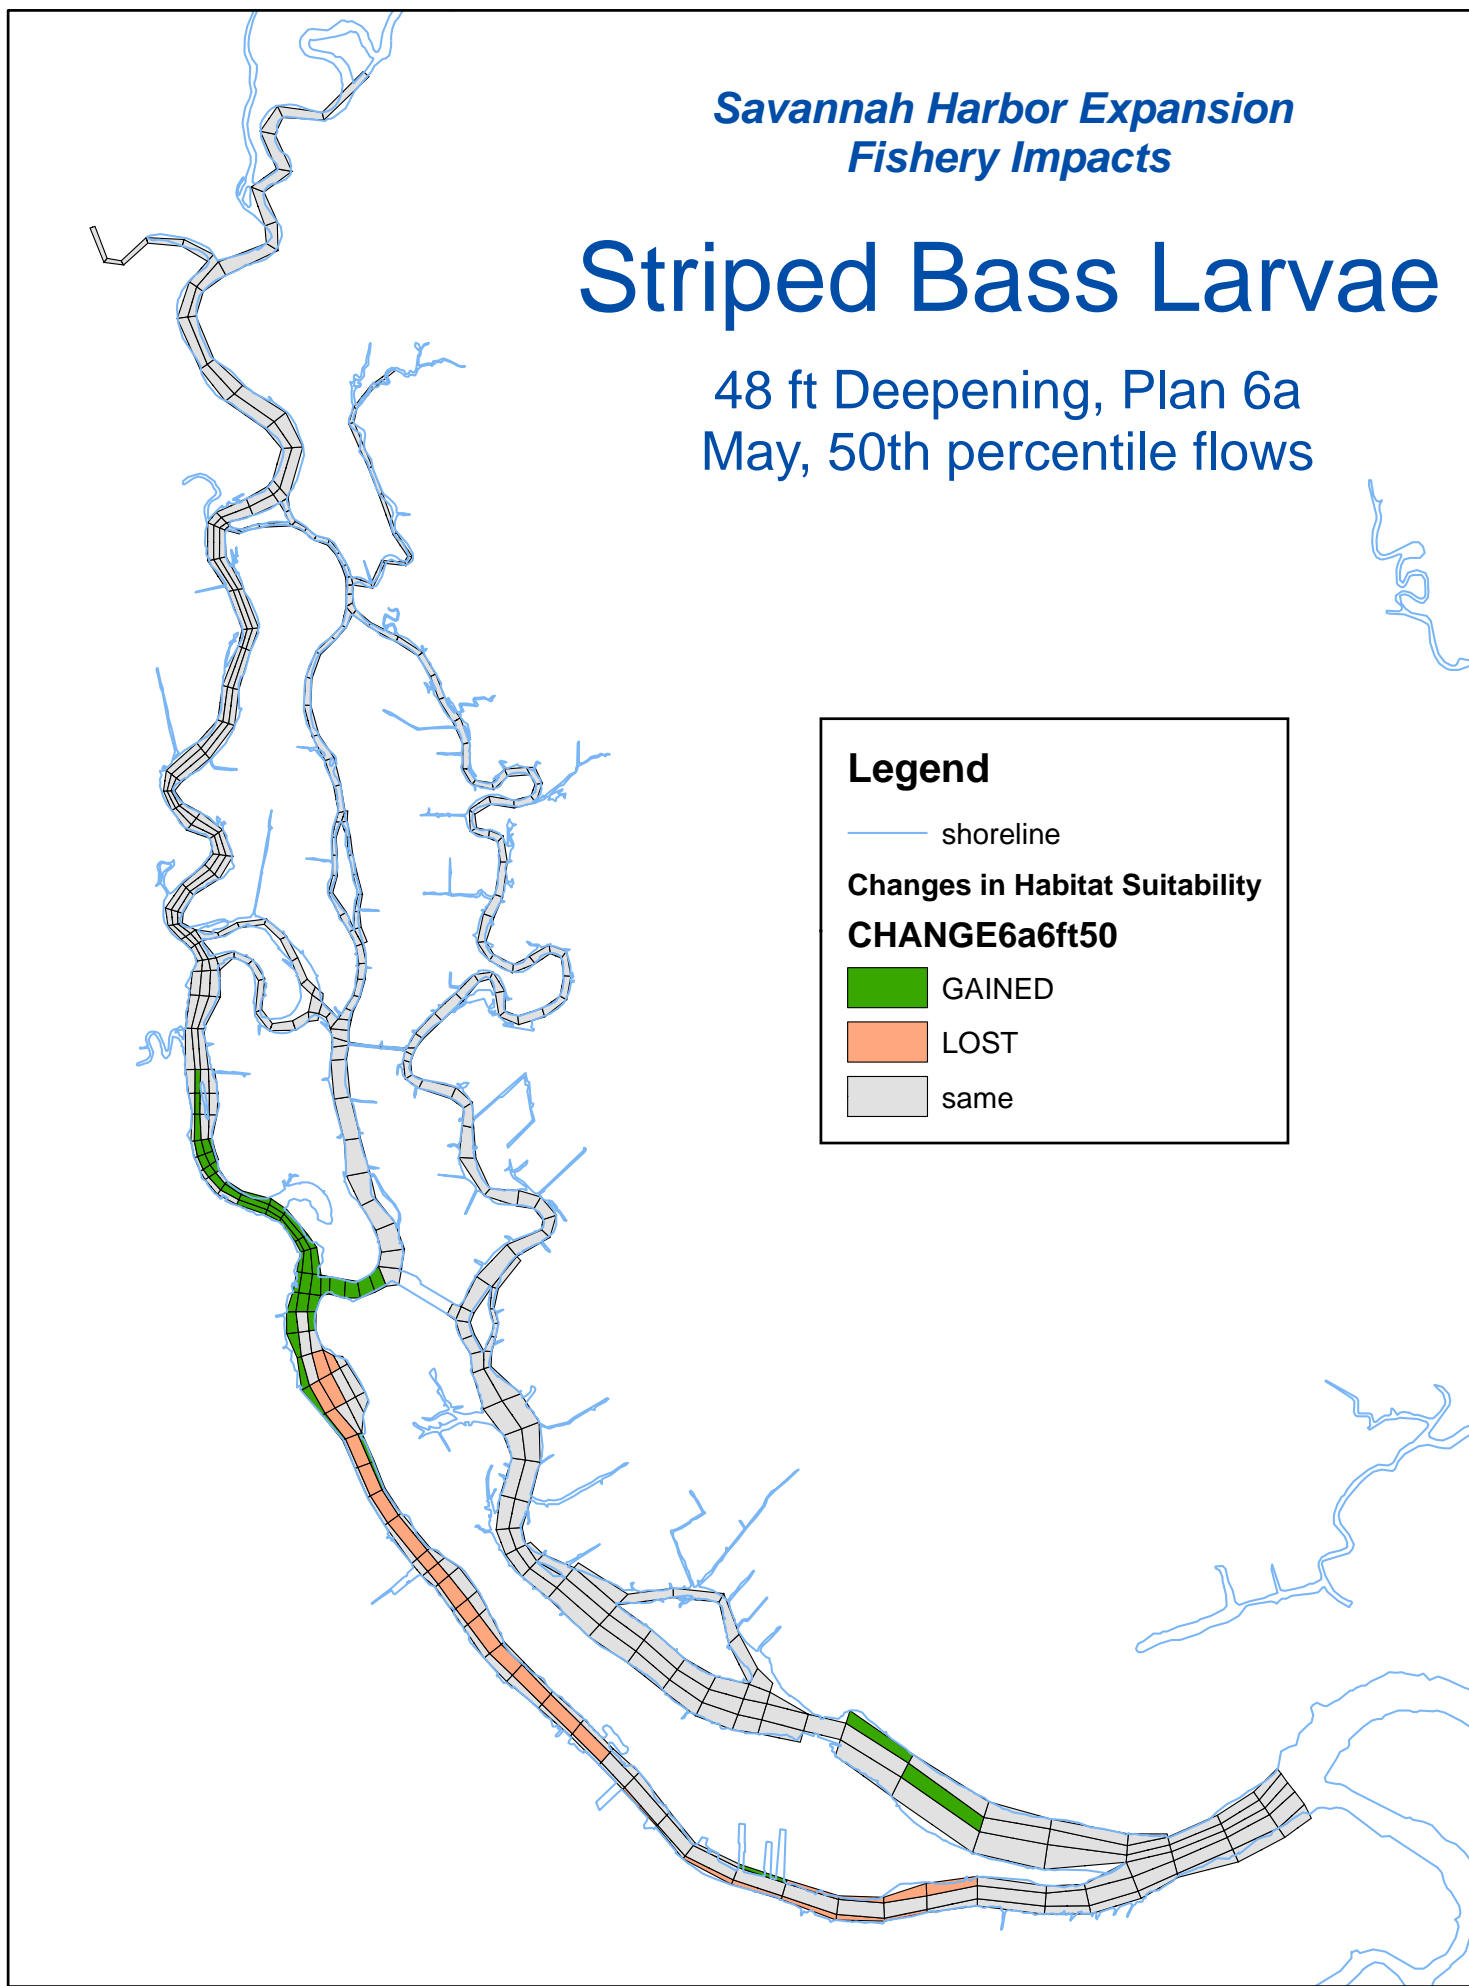 Savannah Harbor Expansion
Fishery Impacts
Striped Bass Larvae
48 ft Deepening, Plan 6a
May, 50th percentile flows
Legend
shoreline
Changes in Habitat Suitability
CHANGE6a6ft50
GAINED
LOST
same